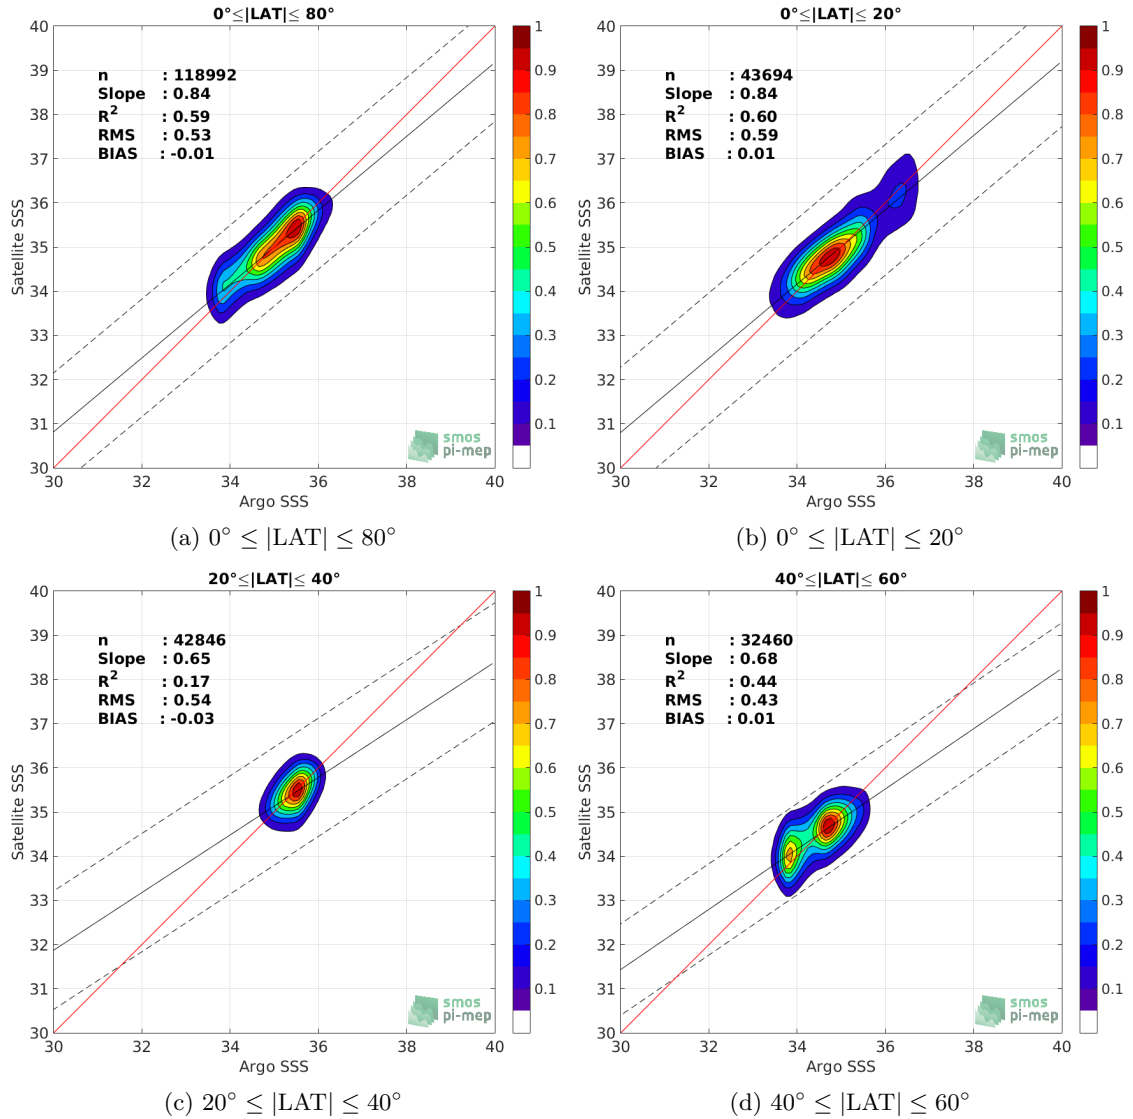 0°≤|LAT|≤ 80°
n : 118992
Slope : 0.84
R² : 0.59
RMS : 0.53
BIAS : -0.01
Satellite SSS
40
39
38
37
36
35
34
33
32
31
30
30 32 34 36 38 40
Argo SSS
1
0.9
0.8
0.7
0.6
0.5
0.4
0.3
0.2
0.1
smos
pi-mep
(a) 0° ≤ |LAT| ≤ 80°
0°≤|LAT|≤ 20°
n : 43694
Slope : 0.84
R² : 0.60
RMS : 0.59
BIAS : 0.01
Satellite SSS
40
39
38
37
36
35
34
33
32
31
30
30 32 34 36 38 40
Argo SSS
1
0.9
0.8
0.7
0.6
0.5
0.4
0.3
0.2
0.1
smos
pi-mep
(b) 0° ≤ |LAT| ≤ 20°
20°≤|LAT|≤ 40°
n : 42846
Slope : 0.65
R² : 0.17
RMS : 0.54
BIAS : -0.03
Satellite SSS
40
39
38
37
36
35
34
33
32
31
30
30 32 34 36 38 40
Argo SSS
1
0.9
0.8
0.7
0.6
0.5
0.4
0.3
0.2
0.1
smos
pi-mep
(c) 20° ≤ |LAT| ≤ 40°
40°≤|LAT|≤ 60°
n : 32460
Slope : 0.68
R² : 0.44
RMS : 0.43
BIAS : 0.01
Satellite SSS
40
39
38
37
36
35
34
33
32
31
30
30 32 34 36 38 40
Argo SSS
1
0.9
0.8
0.7
0.6
0.5
0.4
0.3
0.2
0.1
smos
pi-mep
(d) 40° ≤ |LAT| ≤ 60°